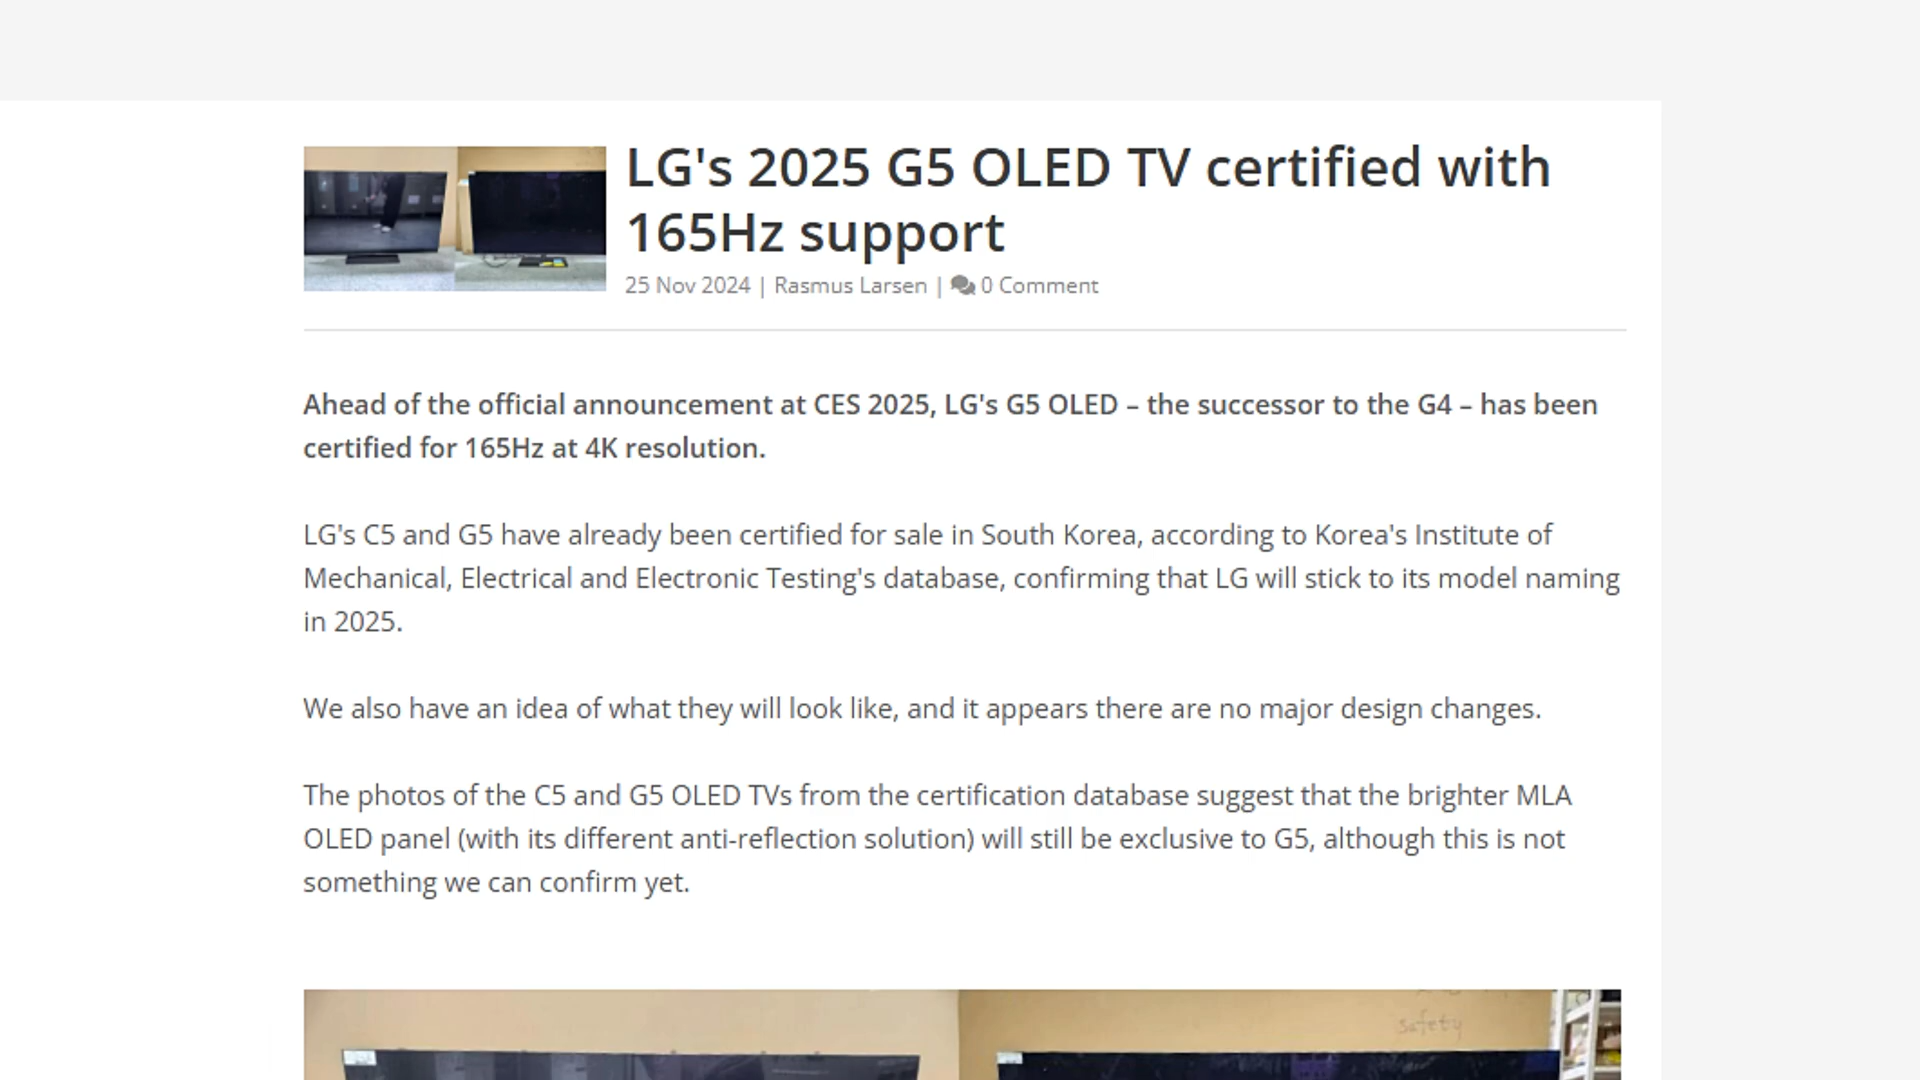 LG's 2025 G5 OLED TV certified with
165Hz support
25 Nov 2024 | Rasmus Larsen | 0 Comment
Ahead of the official announcement at CES 2025, LG's G5 OLED – the successor to the G4 – has been
certified for 165Hz at 4K resolution.
LG's C5 and G5 have already been certified for sale in South Korea, according to Korea's Institute of
Mechanical, Electrical and Electronic Testing's database, confirming that LG will stick to its model naming
in 2025.
We also have an idea of what they will look like, and it appears there are no major design changes.
The photos of the C5 and G5 OLED TVs from the certification database suggest that the brighter MLA
OLED panel (with its different anti-reflection solution) will still be exclusive to G5, although this is not
something we can confirm yet.
safety